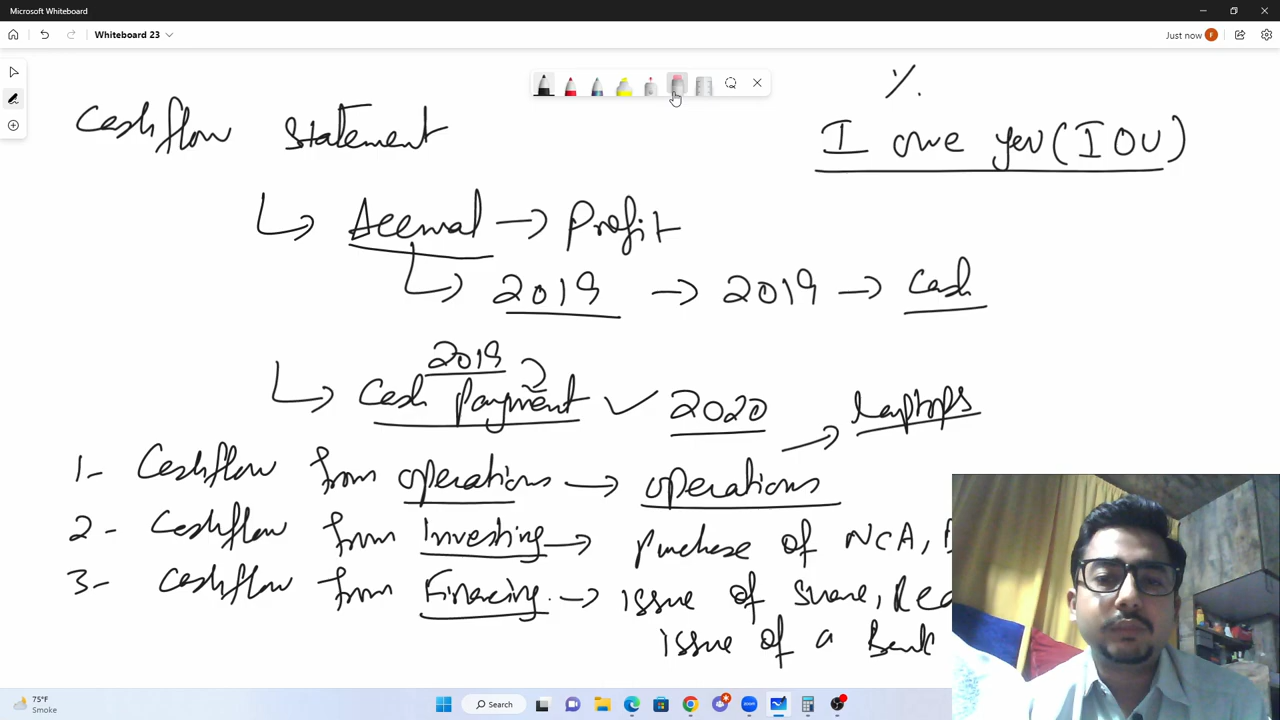 Microsoft Whiteboard
Whiteboard 23
Just now F
%
Cashflow Statement
I owe you (IOU)
Accrual → Profit
2019 → 2019 → Cash
2019
Cash Payment ✓ 2020
laptops
1- Cashflow from operations → operations
2- Cashflow from Investing → purchase of NCA,
3- Cashflow from Financing. → issue of share, Red
issue of a Bank
75°F
Smoke
Search